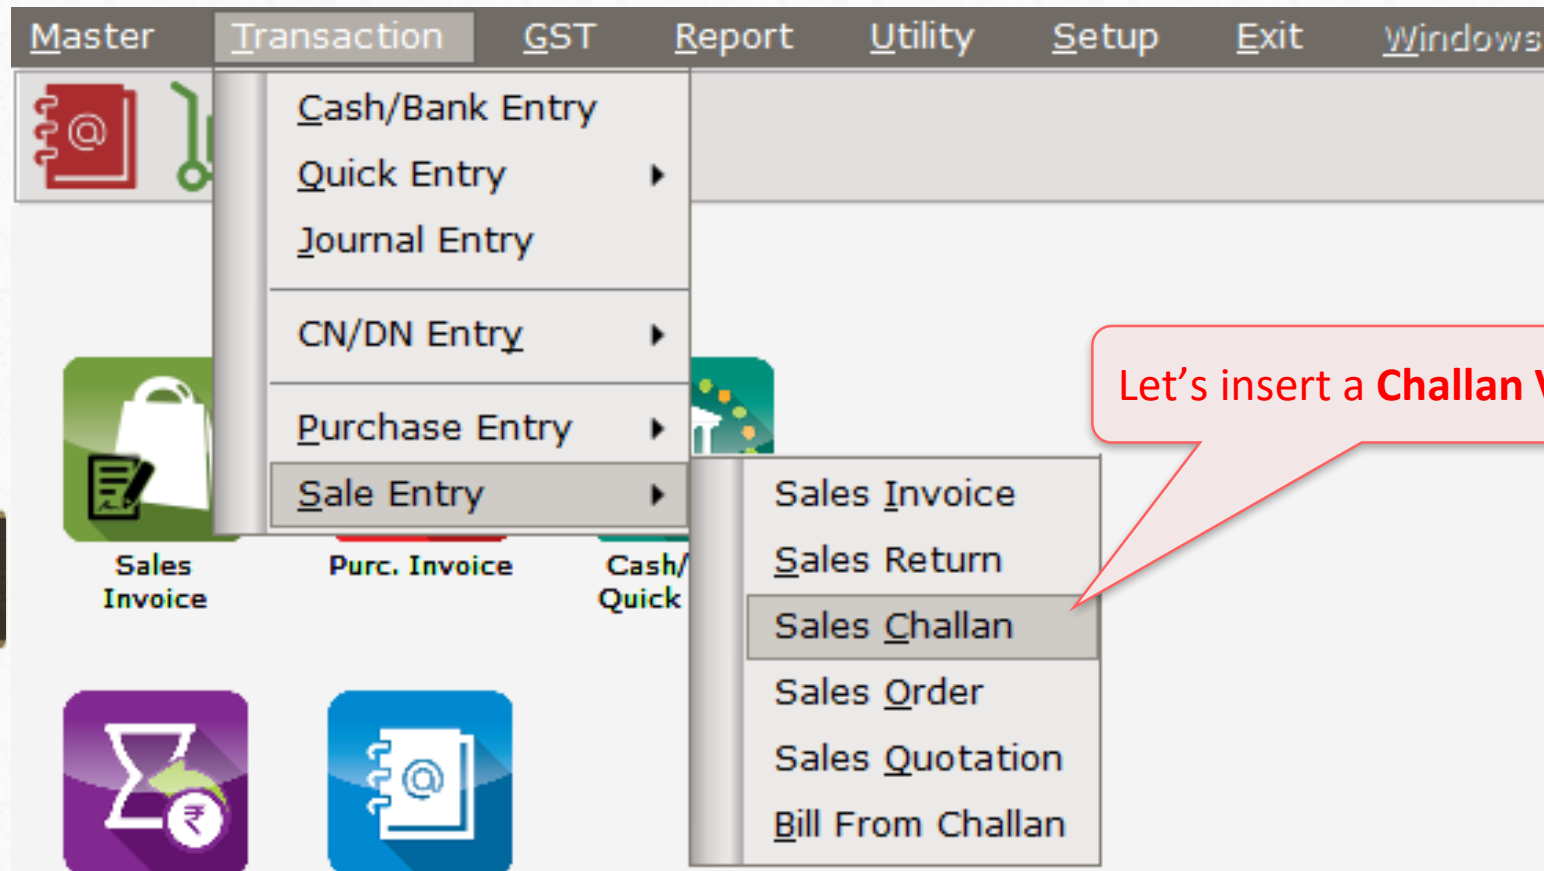 Master Transaction GST Report Utility Setup Exit Windows
Cash/Bank Entry
Quick Entry
Journal Entry
CN/DN Entry
Purchase Entry
Sale Entry
Let's insert a Challan
Sales Invoice
Sales Return
Sales Challan
Sales Order
Sales Quotation
Bill From Challan
Sales
Invoice
Purc. Invoice
Cash/
Quick